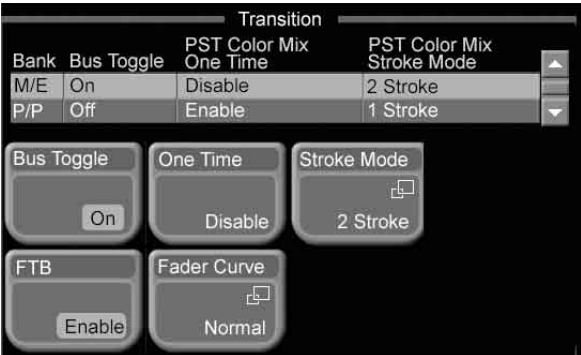 Transition
Bank Bus Toggle PST Color Mix One Time PST Color Mix Stroke Mode
M/E On Disable 2 Stroke
P/P Off Enable 1 Stroke
Bus Toggle One Time Stroke Mode
On Disable 2 Stroke
FTB Fader Curve
Enable Normal